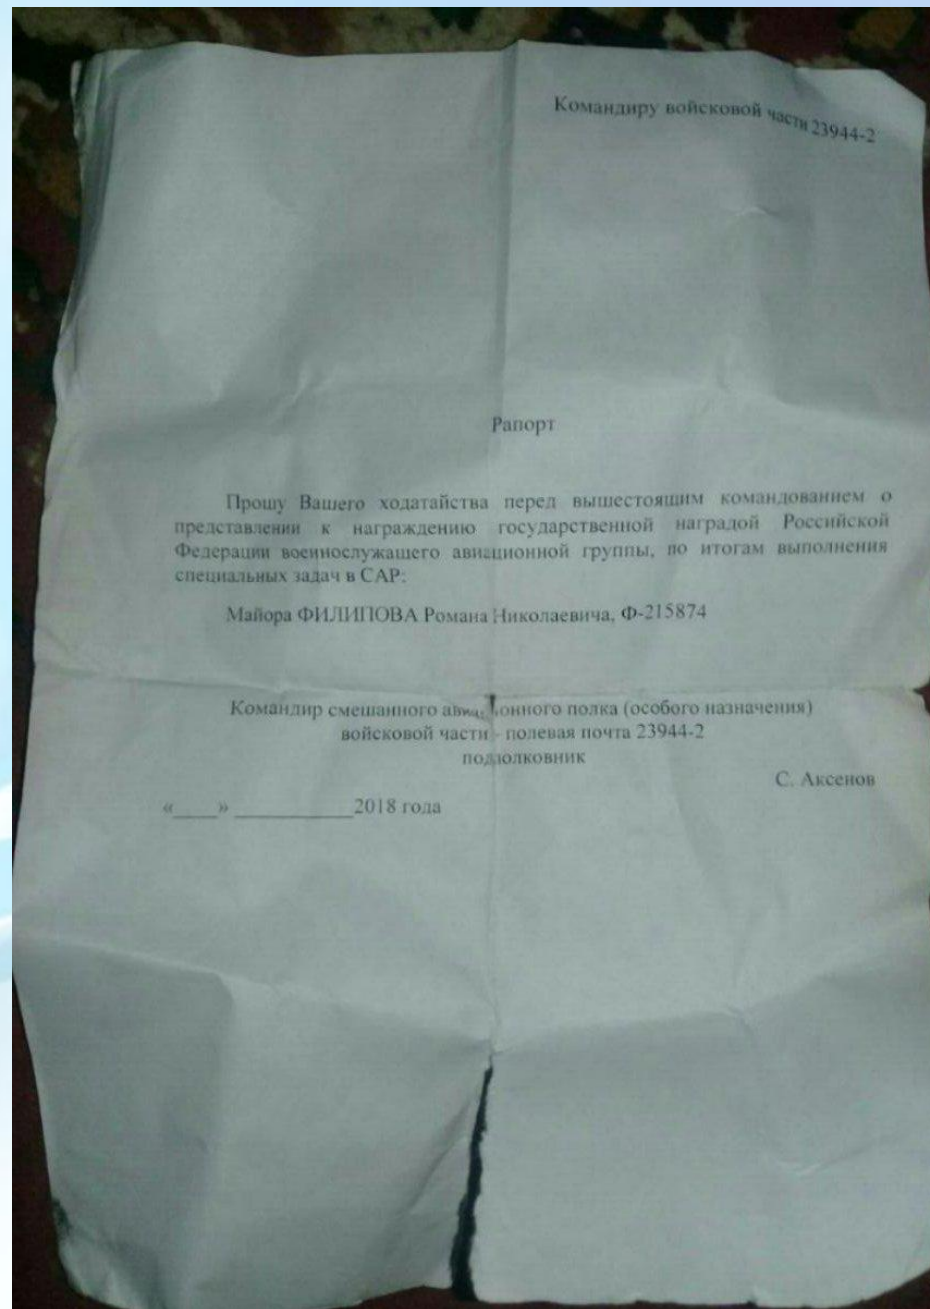 Командиру войсковой части 23944-2
Рапорт
Прошу Вашего ходатайства перед вышестоящим командованием о
представлении к награждению государственной наградой Российской
Федерации военнослужащего авиационной группы, по итогам выполнения
специальных задач в САР:
Майора ФИЛИПОВА Романа Николаевича, Ф-215874
Командир смешанного авиационного полка (особого назначения)
войсковой части - полевая почта 23944-2
подполковник
С. Аксенов
«____» ___________2018 года